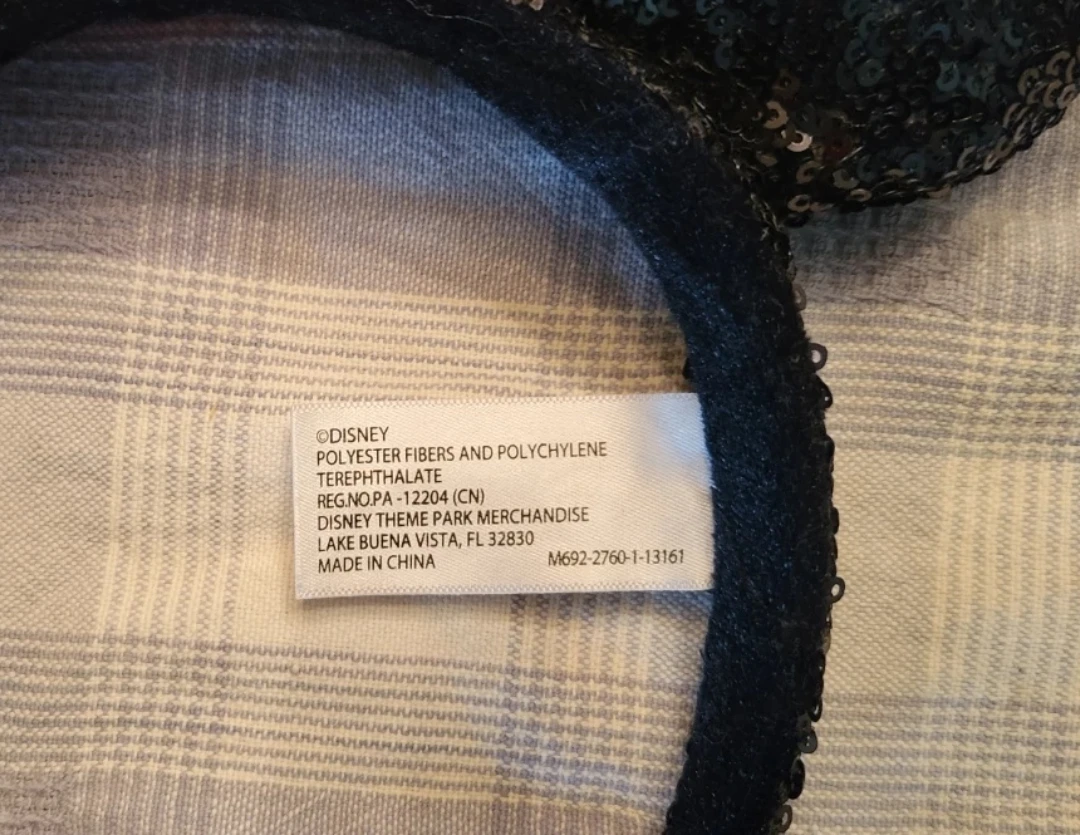 ©DISNEY
POLYESTER FIBERS AND POLYCHYLENE
TEREPHTHALATE
REG.NO.PA -12204 (CN)
DISNEY THEME PARK MERCHANDISE
LAKE BUENA VISTA, FL 32830
MADE IN CHINA M692-2760-1-13161